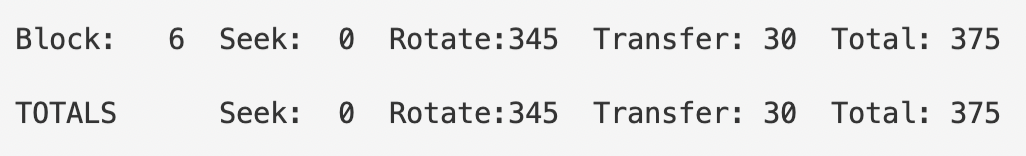 Block:   6  Seek:  0  Rotate:345  Transfer: 30  Total: 375
TOTALS      Seek:  0  Rotate:345  Transfer: 30  Total: 375